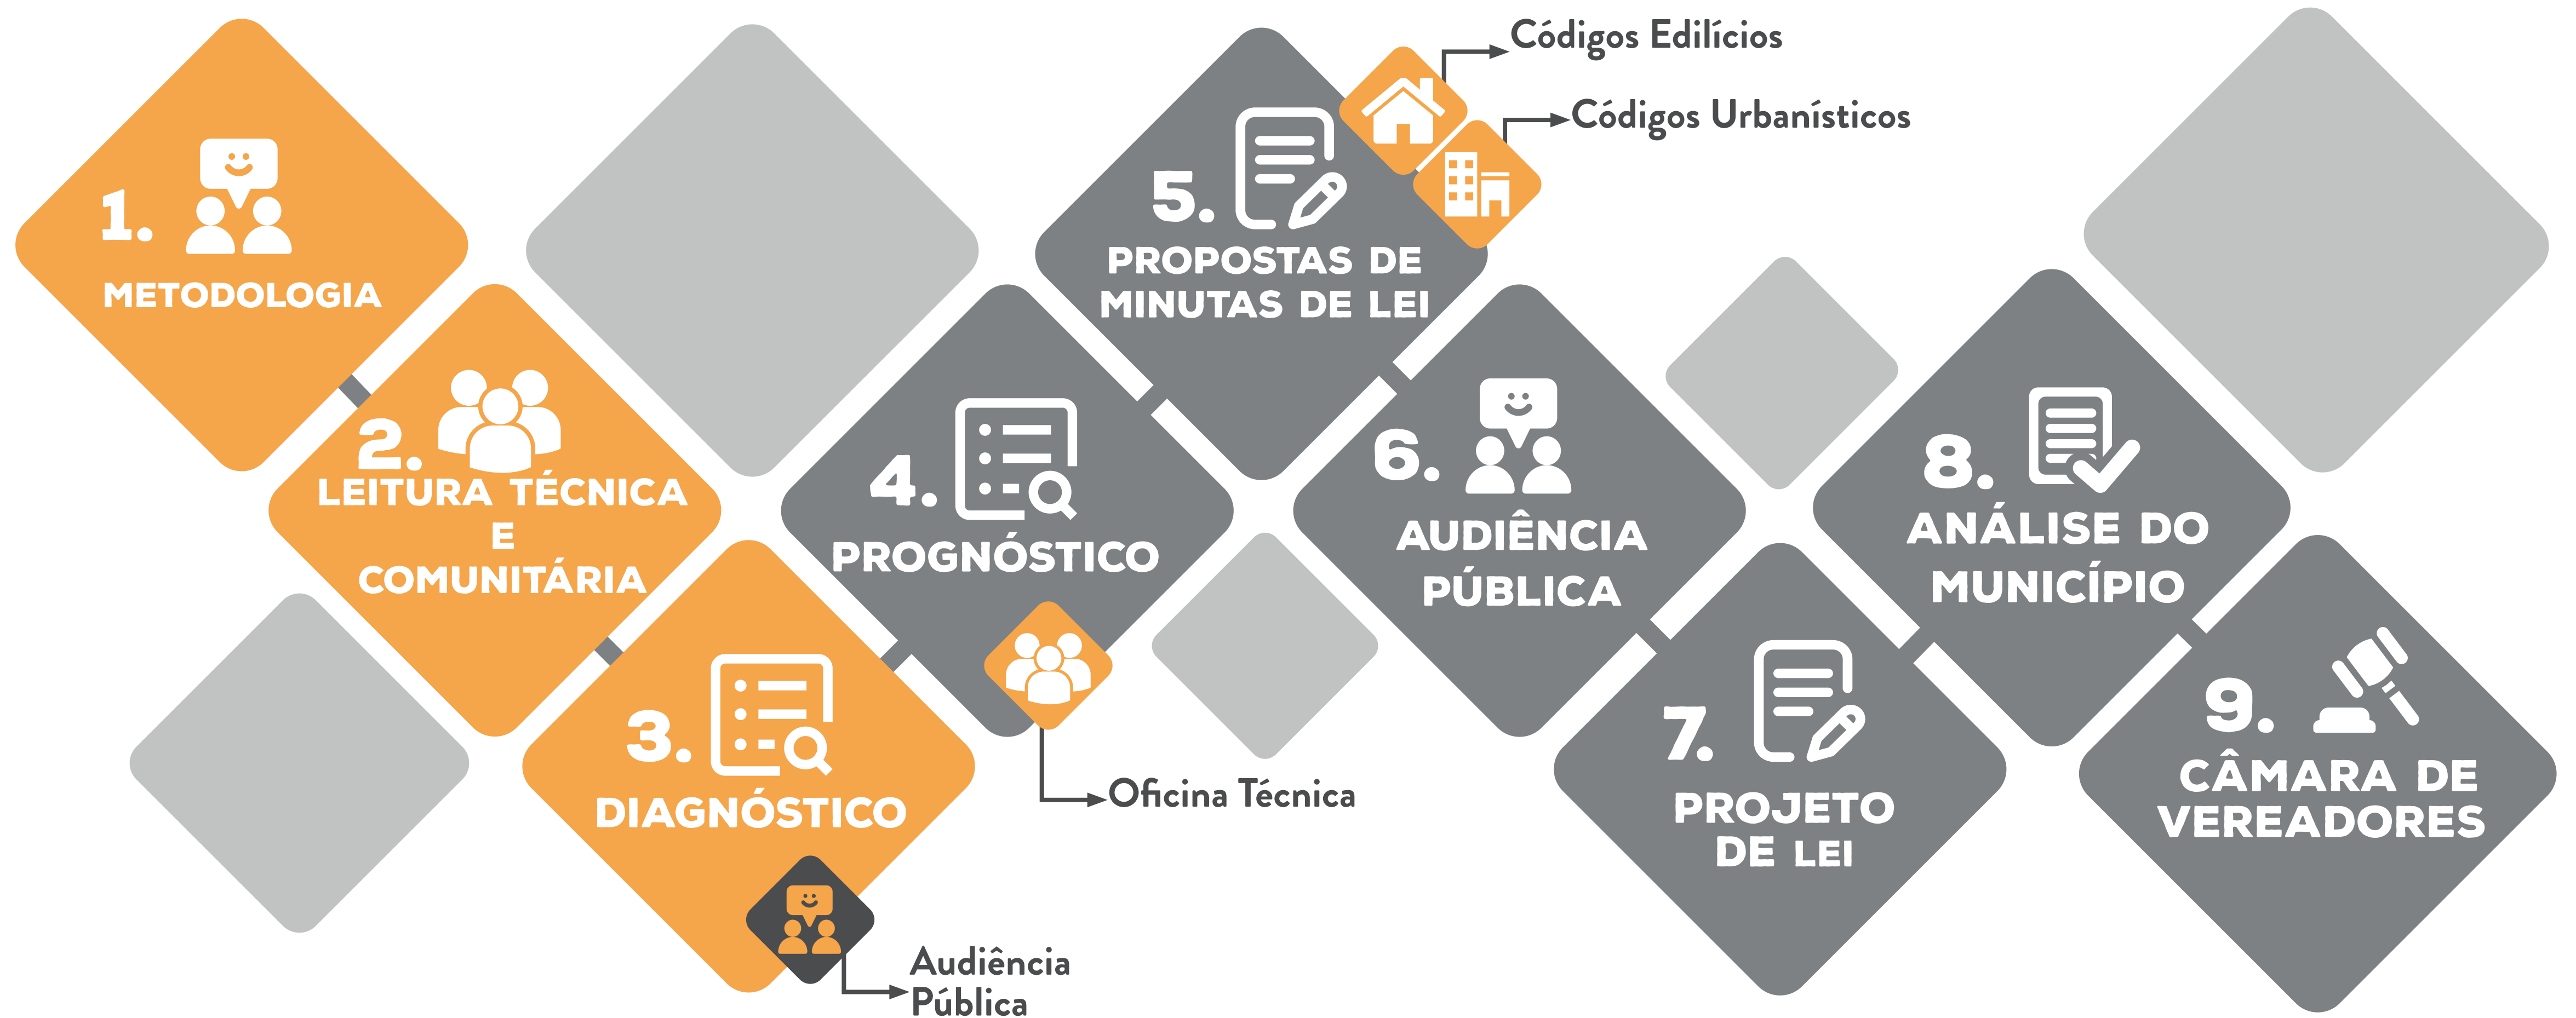 1.
METODOLOGIA
2.
LEITURA TÉCNICA
E
COMUNITÁRIA
3.
DIAGNÓSTICO
Audiência
Pública
4.
PROGNÓSTICO
Oficina Técnica
5.
PROPOSTAS DE
MINUTAS DE LEI
Códigos Edilícios
Códigos Urbanísticos
6.
AUDIÊNCIA
PÚBLICA
7.
PROJETO
DE LEI
8.
ANÁLISE DO
MUNICÍPIO
9.
CÂMARA DE
VEREADORES